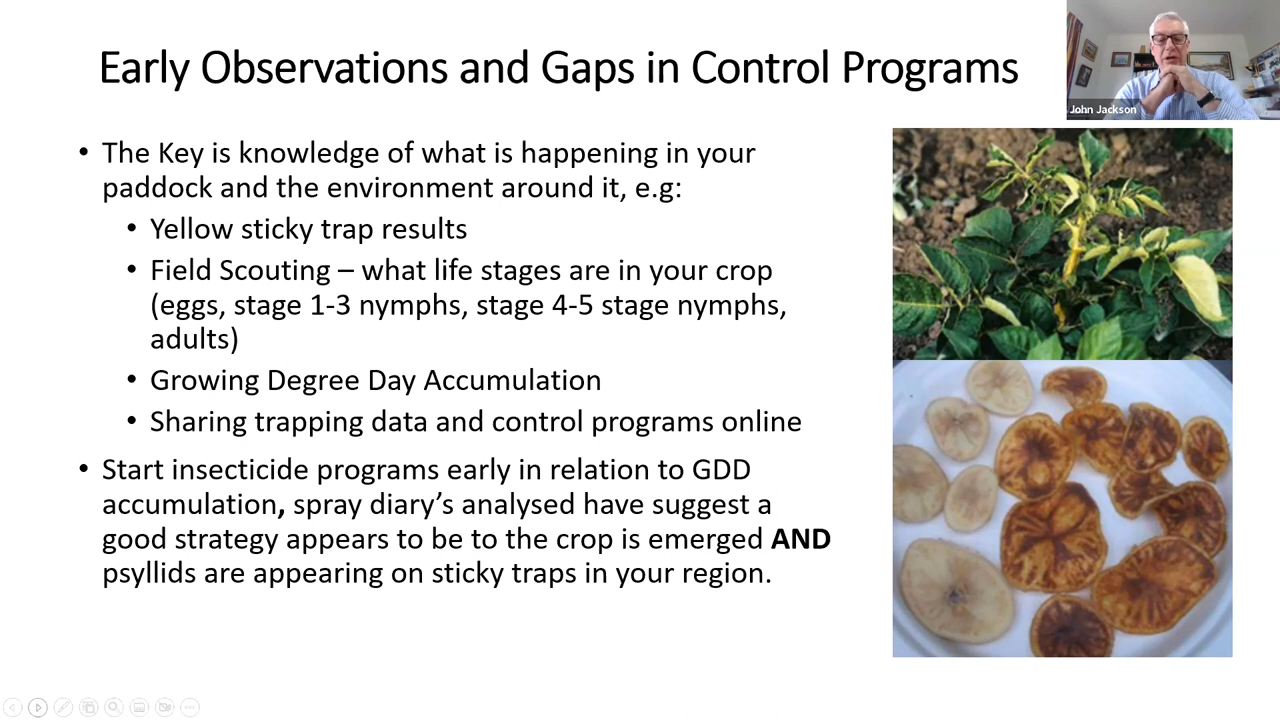 Early Observations and Gaps in Control Programs
John Jackson
• The Key is knowledge of what is happening in your
paddock and the environment around it, e.g:
• Yellow sticky trap results
• Field Scouting – what life stages are in your crop
(eggs, stage 1-3 nymphs, stage 4-5 stage nymphs,
adults)
• Growing Degree Day Accumulation
• Sharing trapping data and control programs online
• Start insecticide programs early in relation to GDD
accumulation, spray diary’s analysed have suggest a
good strategy appears to be to the crop is emerged AND
psyllids are appearing on sticky traps in your region.